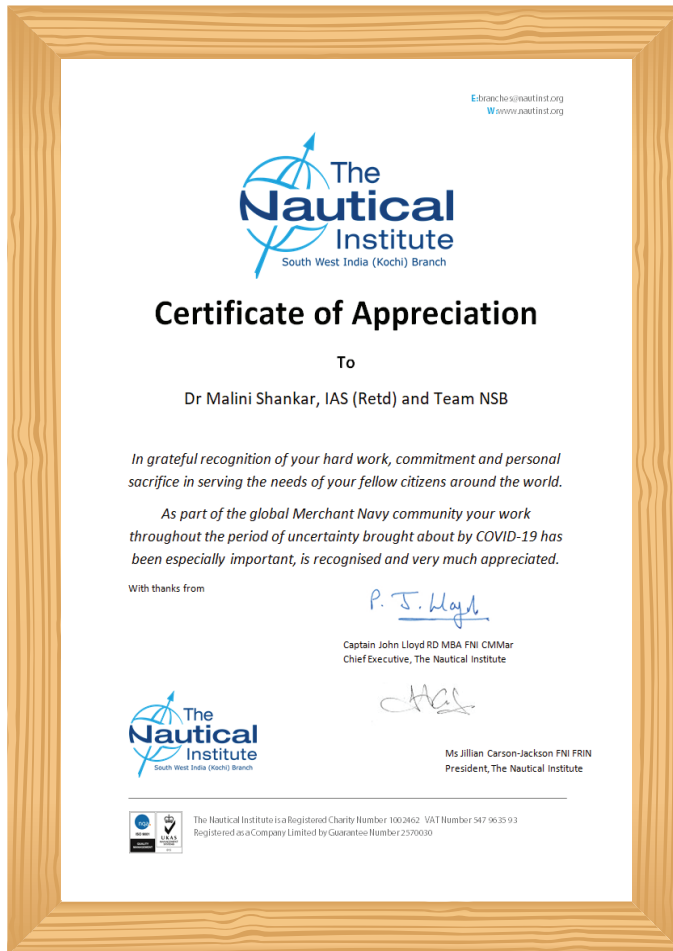 E:branches@nautinst.org
W:www.nautinst.org
The
Nautical
Institute
South West India (Kochi) Branch
Certificate of Appreciation
To
Dr Malini Shankar, IAS (Retd) and Team NSB
In grateful recognition of your hard work, commitment and personal
sacrifice in serving the needs of your fellow citizens around the world.
As part of the global Merchant Navy community your work
throughout the period of uncertainty brought about by COVID-19 has
been especially important, is recognised and very much appreciated.
With thanks from
P. J. Lloyd
Captain John Lloyd RD MBA FNI CMMar
Chief Executive, The Nautical Institute
The
Nautical
Institute
South West India (Kochi) Branch
Ms Jillian Carson-Jackson FNI FRIN
President, The Nautical Institute
The Nautical Institute is a Registered Charity Number 1002462 VAT Number 547 9635 93
Registered as a Company Limited by Guarantee Number 2570030
nqa
ISO 9001
QUALITY
MANAGEMENT
UKAS
MANAGEMENT
SYSTEMS